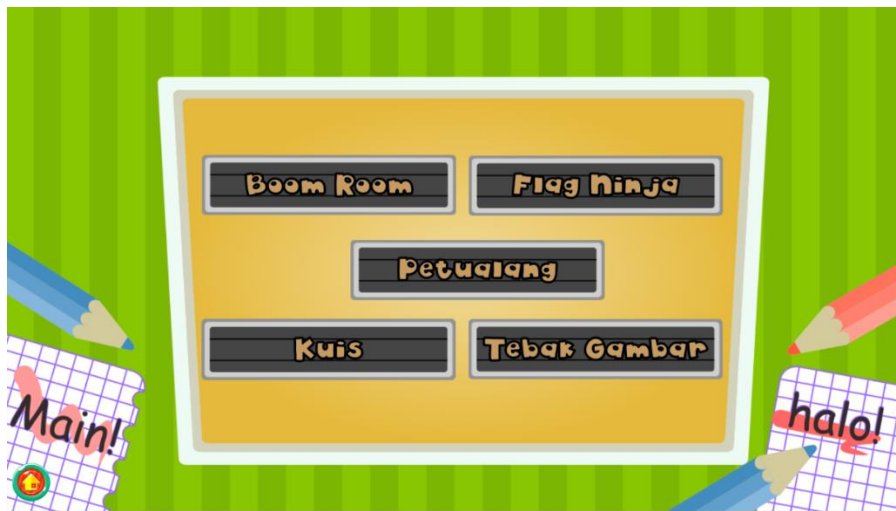 Boom Room
Flag Ninja
Petualang
Kuis
Tebak Gambar
Main!
halo!